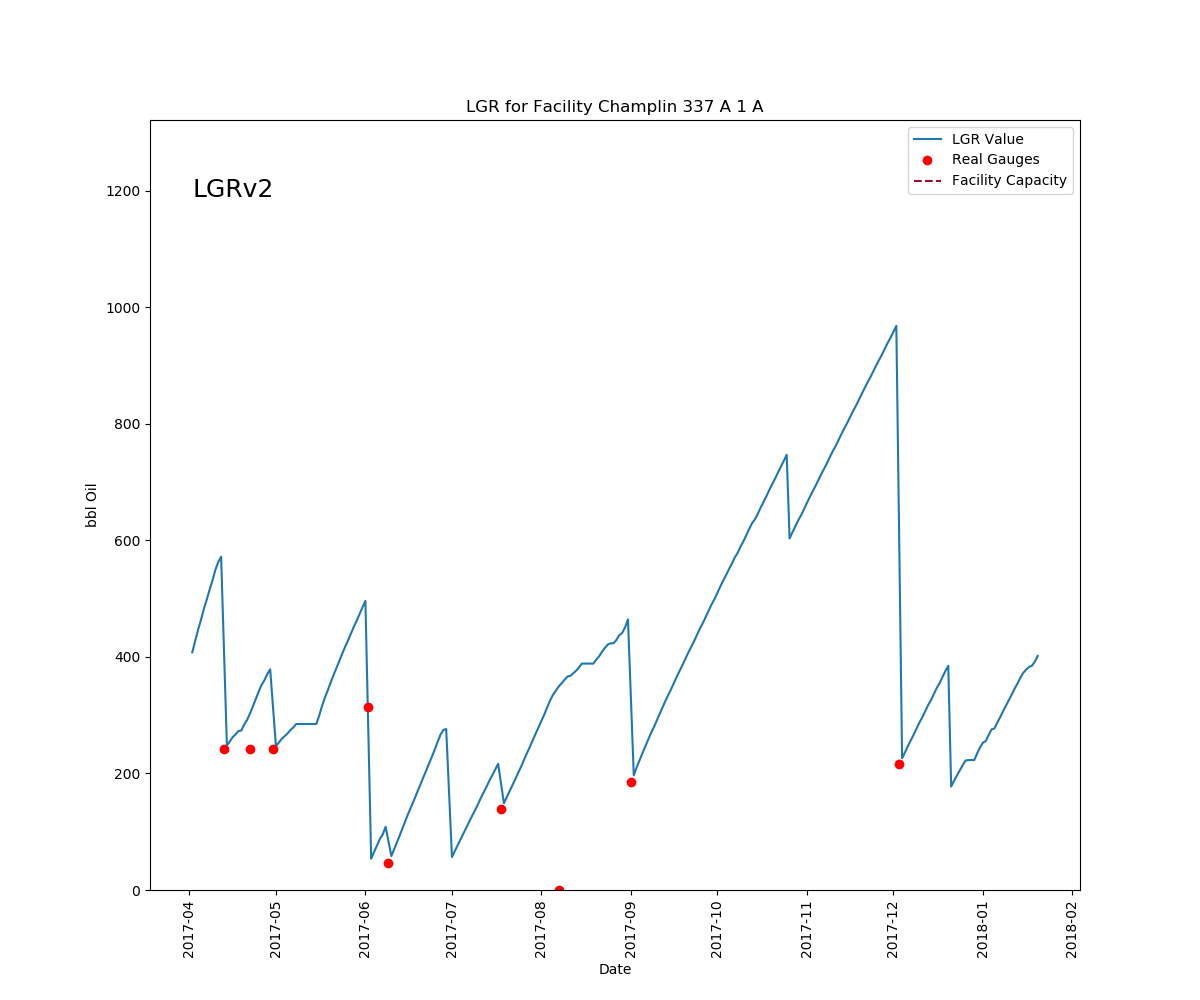 LGR for Facility Champlin 337 A 1 A
LGR Value
Real Gauges
Facility Capacity
LGRv2
1200
1000
800
600
400
200
0
bbl Oil
2017-04
2017-05
2017-06
2017-07
2017-08
2017-09
2017-10
2017-11
2017-12
2018-01
2018-02
Date